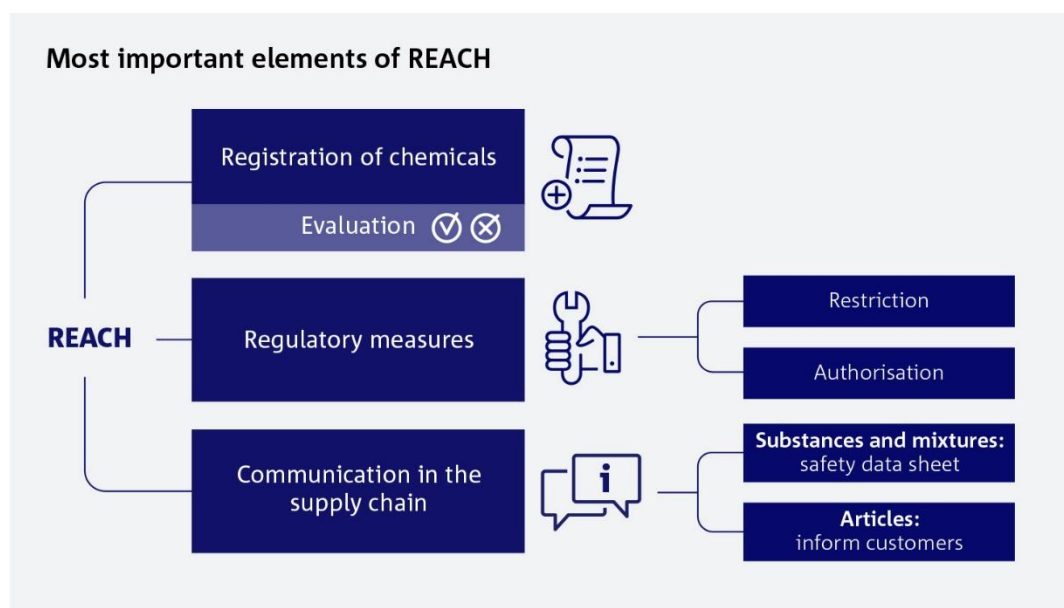 Most important elements of REACH
REACH
Registration of chemicals
Evaluation
Regulatory measures
Restriction
Authorisation
Communication in the
supply chain
Substances and mixtures:
safety data sheet
Articles:
inform customers